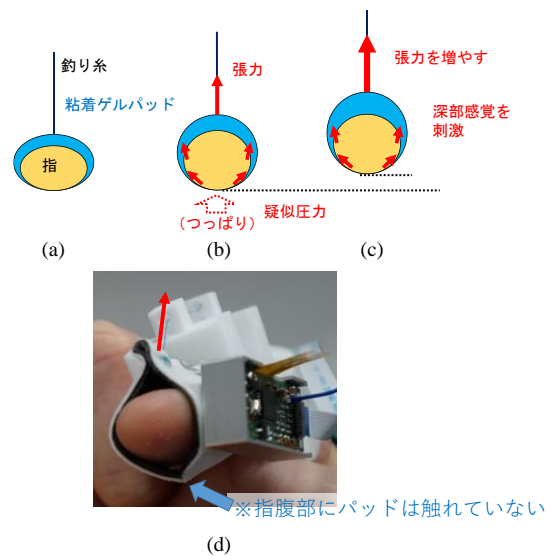 釣り糸
粘着ゲルパッド
指
張力
張力を増やす
深部感覚を
刺激
疑似圧力
(つっぱり)
(a)
(b)
(c)
※指腹部にパッドは触れていない
(d)